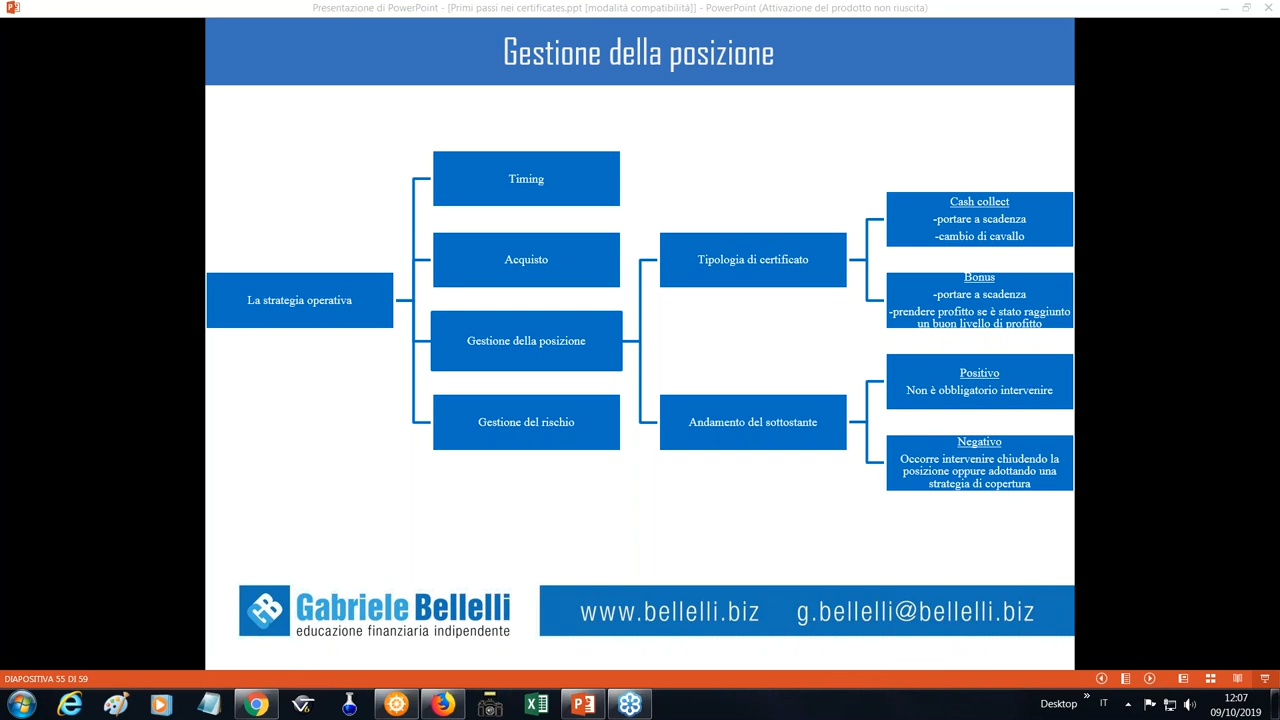 Presentazione di PowerPoint - [Primi passi nei certificates.ppt [modalità compatibilità]] - PowerPoint (Attivazione del prodotto non riuscita)
Gestione della posizione
Timing
Acquisto
La strategia operativa
Gestione della posizione
Gestione del rischio
Tipologia di certificato
Andamento del sottostante
Cash collect
-portare a scadenza
-cambio di cavallo
Bonus
-portare a scadenza
-prendere profitto se è stato raggiunto
un buon livello di profitto
Positivo
Non è obbligatorio intervenire
Negativo
Occorre intervenire chiudendo la
posizione oppure adottando una
strategia di copertura
Gabriele Bellelli
educazione finanziaria indipendente
www.bellelli.biz g.bellelli@bellelli.biz
DIAPOSITIVA 55 DI 59
Desktop
IT
12:07
09/10/2019